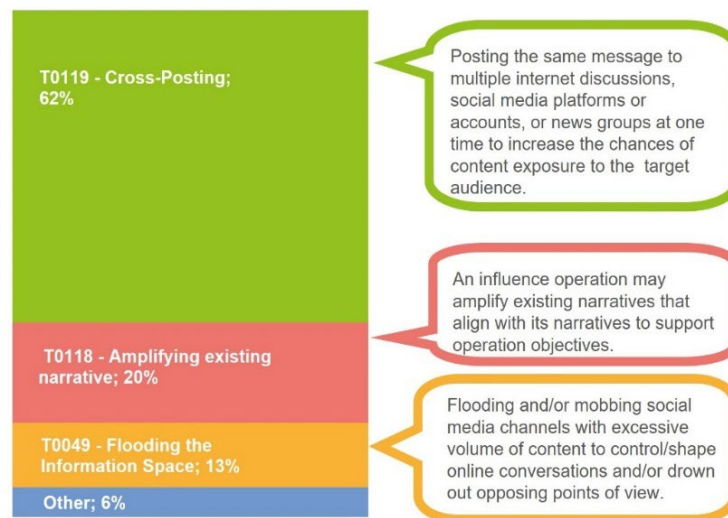 T0119 - Cross-Posting;
62%
Posting the same message to
multiple internet discussions,
social media platforms or
accounts, or news groups at one
time to increase the chances of
content exposure to the target
audience.
T0118 - Amplifying existing
narrative; 20%
An influence operation may
amplify existing narratives that
align with its narratives to support
operation objectives.
T0049 - Flooding the
Information Space; 13%
Flooding and/or mobbing social
media channels with excessive
volume of content to control/shape
online conversations and/or drown
out opposing points of view.
Other; 6%